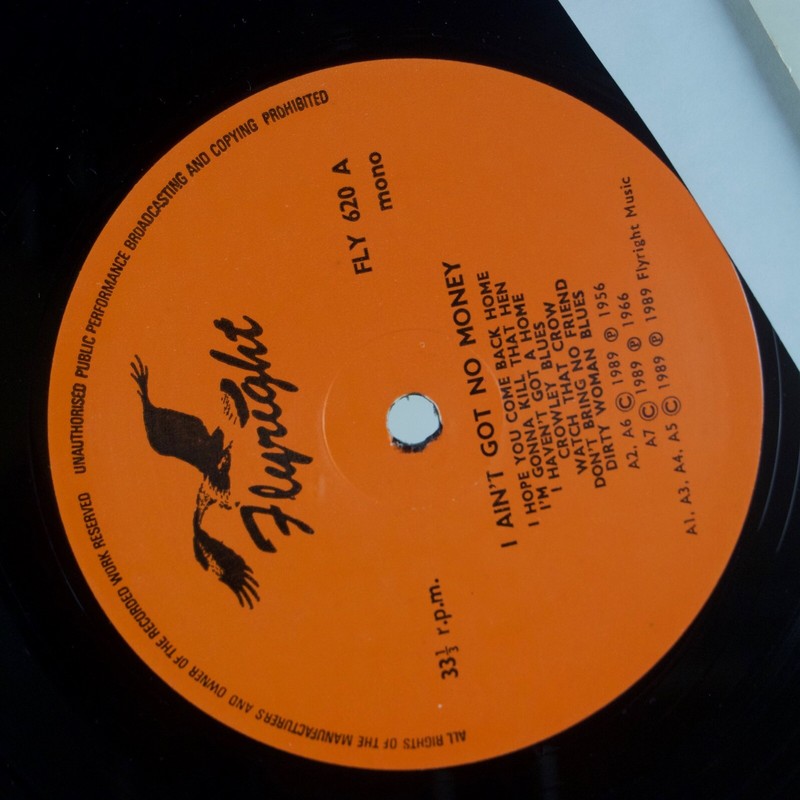 ALL RIGHTS OF THE MANUFACTURERS AND OWNER OF THE RECORDED WORK RESERVED UNAUTHORISED PUBLIC PERFORMANCE BROADCASTING AND COPYING PROHIBITED
Flyright
FLY 620 A
mono
33⅓ r.p.m.
I AIN'T GOT NO MONEY
I HOPE YOU COME BACK HOME
I'M GONNA KILL THAT HEN
I HAVEN'T GOT A HOME
CROWLEY BLUES
WATCH THAT CROW
DON'T BRING NO FRIEND
DIRTY WOMAN BLUES
A2, A6 © 1989 ℗ 1956
A7 © 1989 ℗ 1966
A1, A3, A4, A5 © 1989 ℗ 1989 Flyright Music